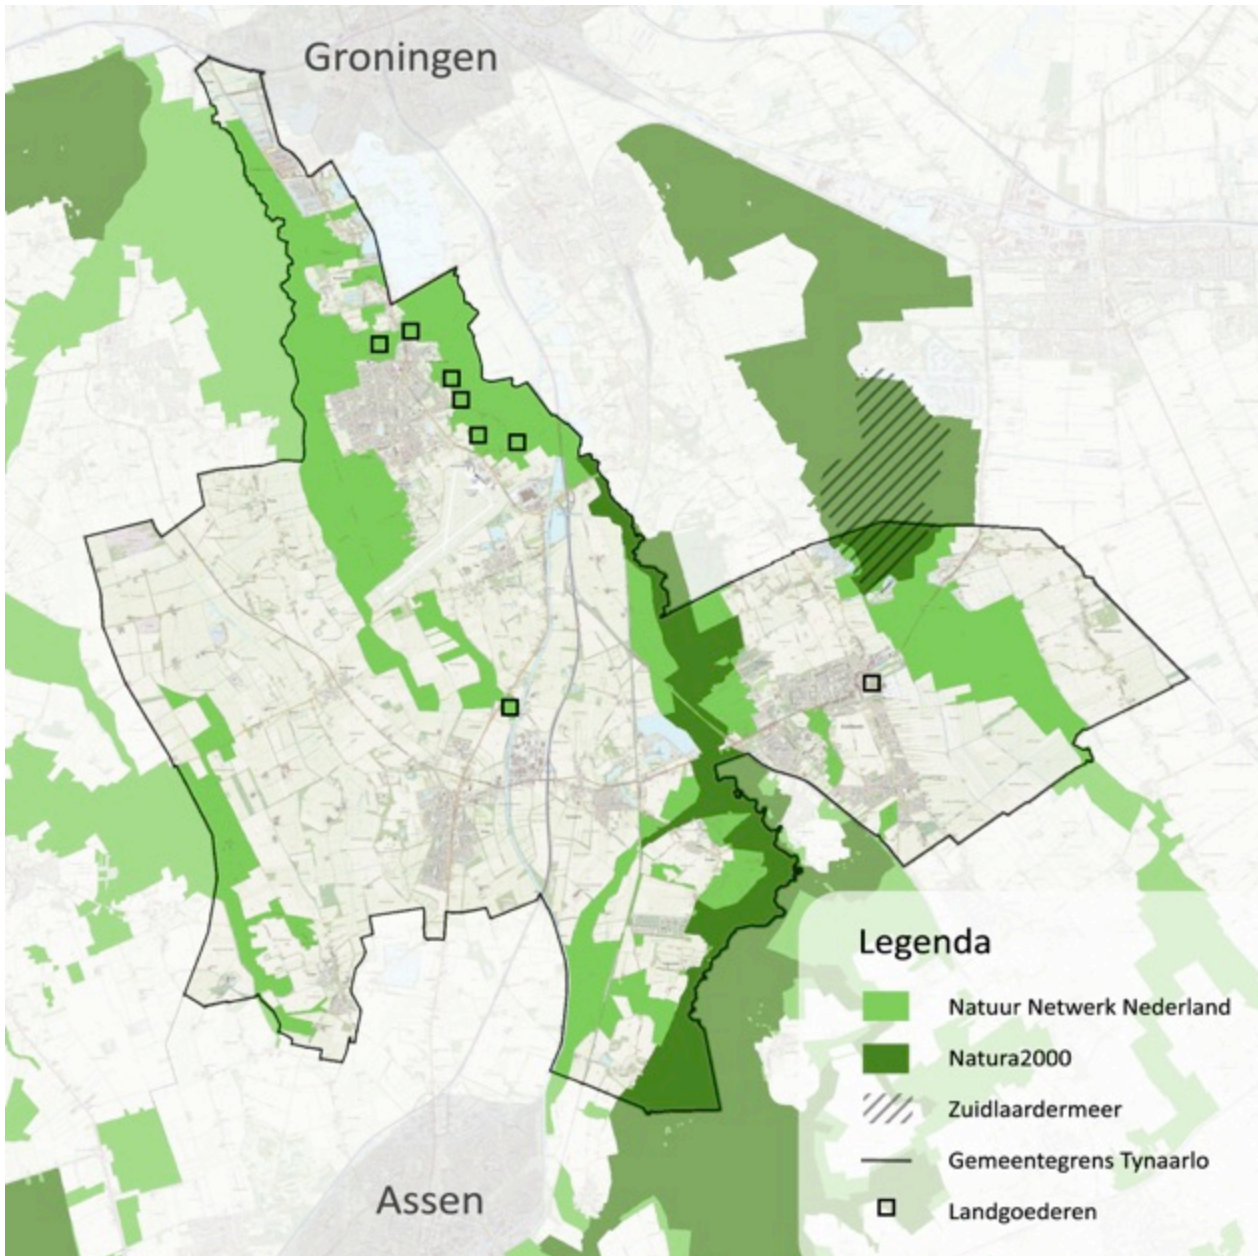 Groningen
Legenda
Natuur Netwerk Nederland
Natura2000
Zuidlaardermeer
Gemeentegrens Tynaarlo
Landgoederen
Assen